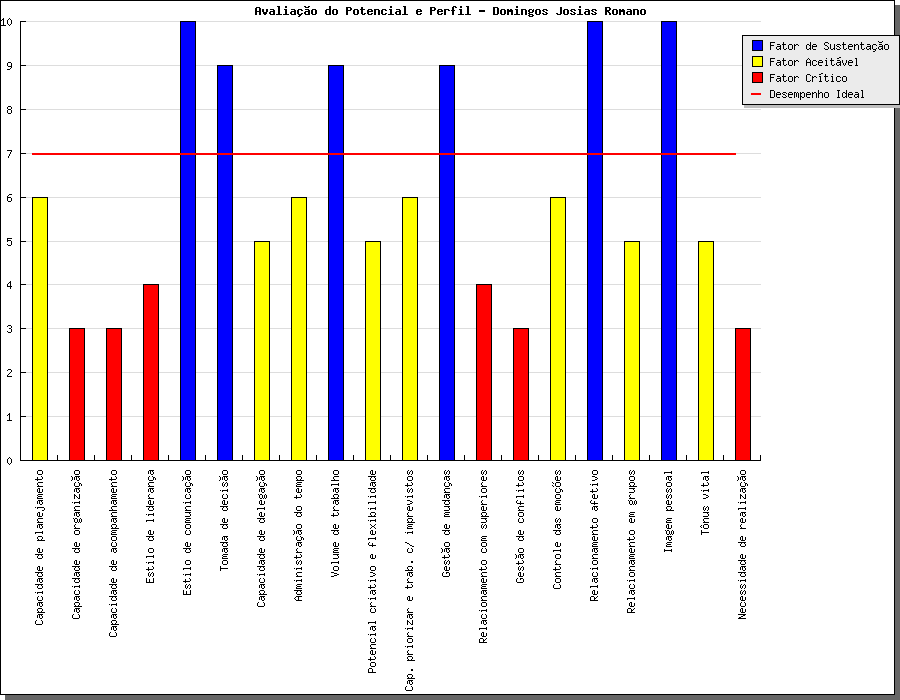 Avaliação do Potencial e Perfil - Domingos Josias Romano
Fator de Sustentação
Fator Aceitável
Fator Crítico
Desempenho Ideal
10
9
8
7
6
5
4
3
2
1
0
Capacidade de planejamento
Capacidade de organização
Capacidade de acompanhamento
Estilo de liderança
Estilo de comunicação
Tomada de decisão
Capacidade de delegação
Administração do tempo
Volume de trabalho
Potencial criativo e flexibilidade
Cap. priorizar e trab. c/ imprevistos
Gestão de mudanças
Relacionamento com superiores
Gestão de conflitos
Controle das emoções
Relacionamento afetivo
Relacionamento em grupos
Imagem pessoal
Tônus vital
Necessidade de realização